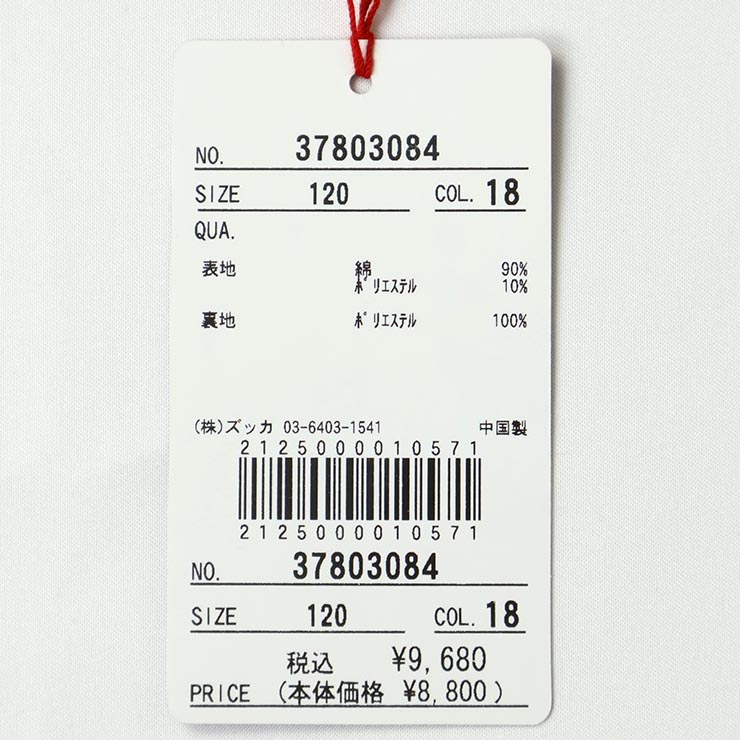 NO. 37803084
SIZE 120 COL. 18
QUA.
表地 綿 90%
ﾎﾟﾘｴｽﾃﾙ 10%
裏地 ﾎﾟﾘｴｽﾃﾙ 100%
(株)ズッカ 03-6403-1541 中国製
2125000010571
2125000010571
NO. 37803084
SIZE 120 COL. 18
税込 ¥9,680
PRICE (本体価格 ¥8,800)